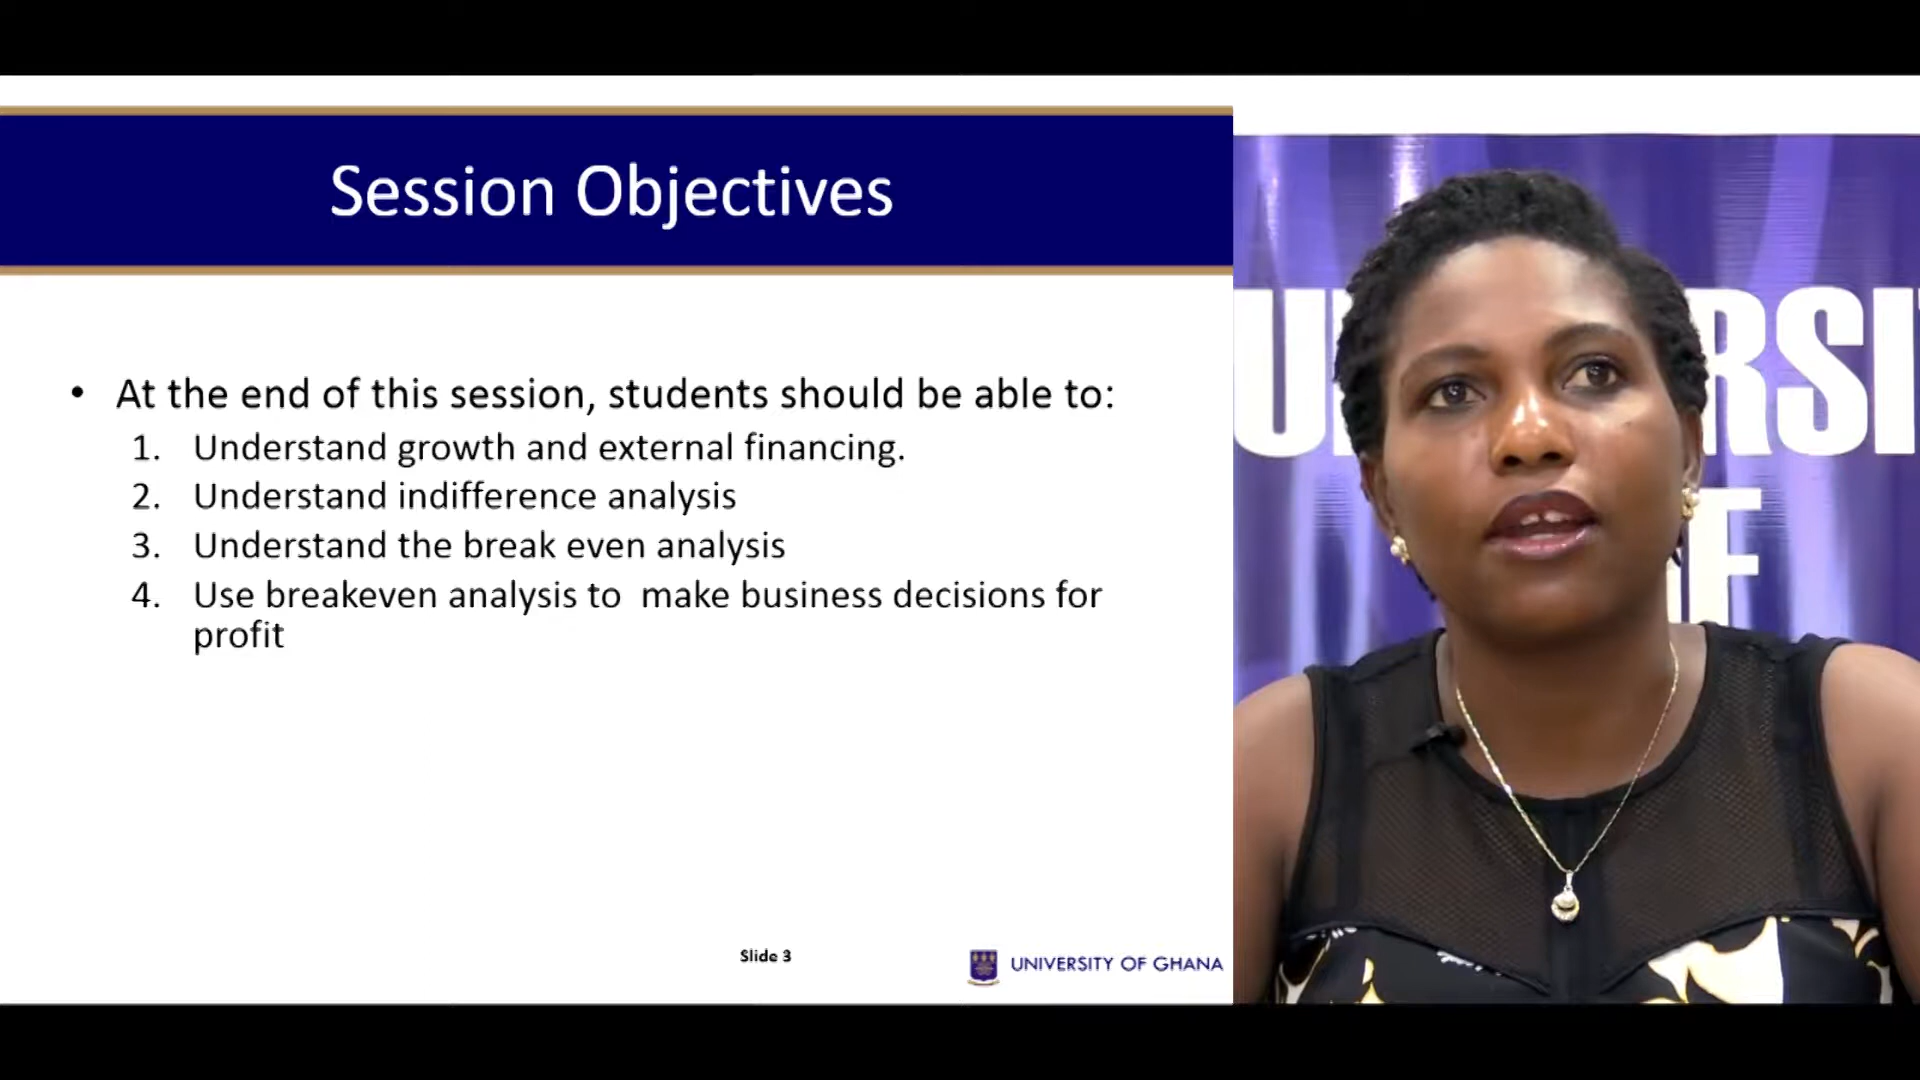 Session Objectives
• At the end of this session, students should be able to:
1. Understand growth and external financing.
2. Understand indifference analysis
3. Understand the break even analysis
4. Use breakeven analysis to  make business decisions for
profit
Slide 3
UNIVERSITY OF GHANA